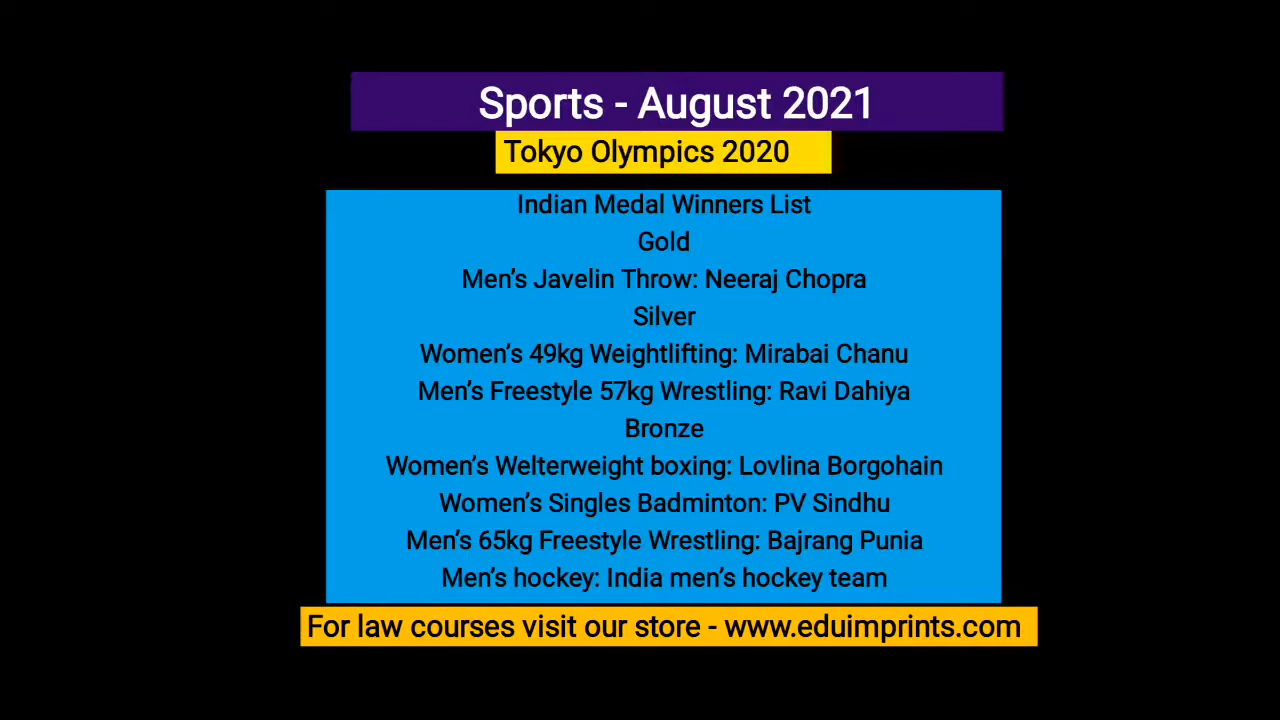 Sports - August 2021
Tokyo Olympics 2020
Indian Medal Winners List
Gold
Men’s Javelin Throw: Neeraj Chopra
Silver
Women’s 49kg Weightlifting: Mirabai Chanu
Men’s Freestyle 57kg Wrestling: Ravi Dahiya
Bronze
Women’s Welterweight boxing: Lovlina Borgohain
Women’s Singles Badminton: PV Sindhu
Men’s 65kg Freestyle Wrestling: Bajrang Punia
Men’s hockey: India men’s hockey team
For law courses visit our store - www.eduimprints.com